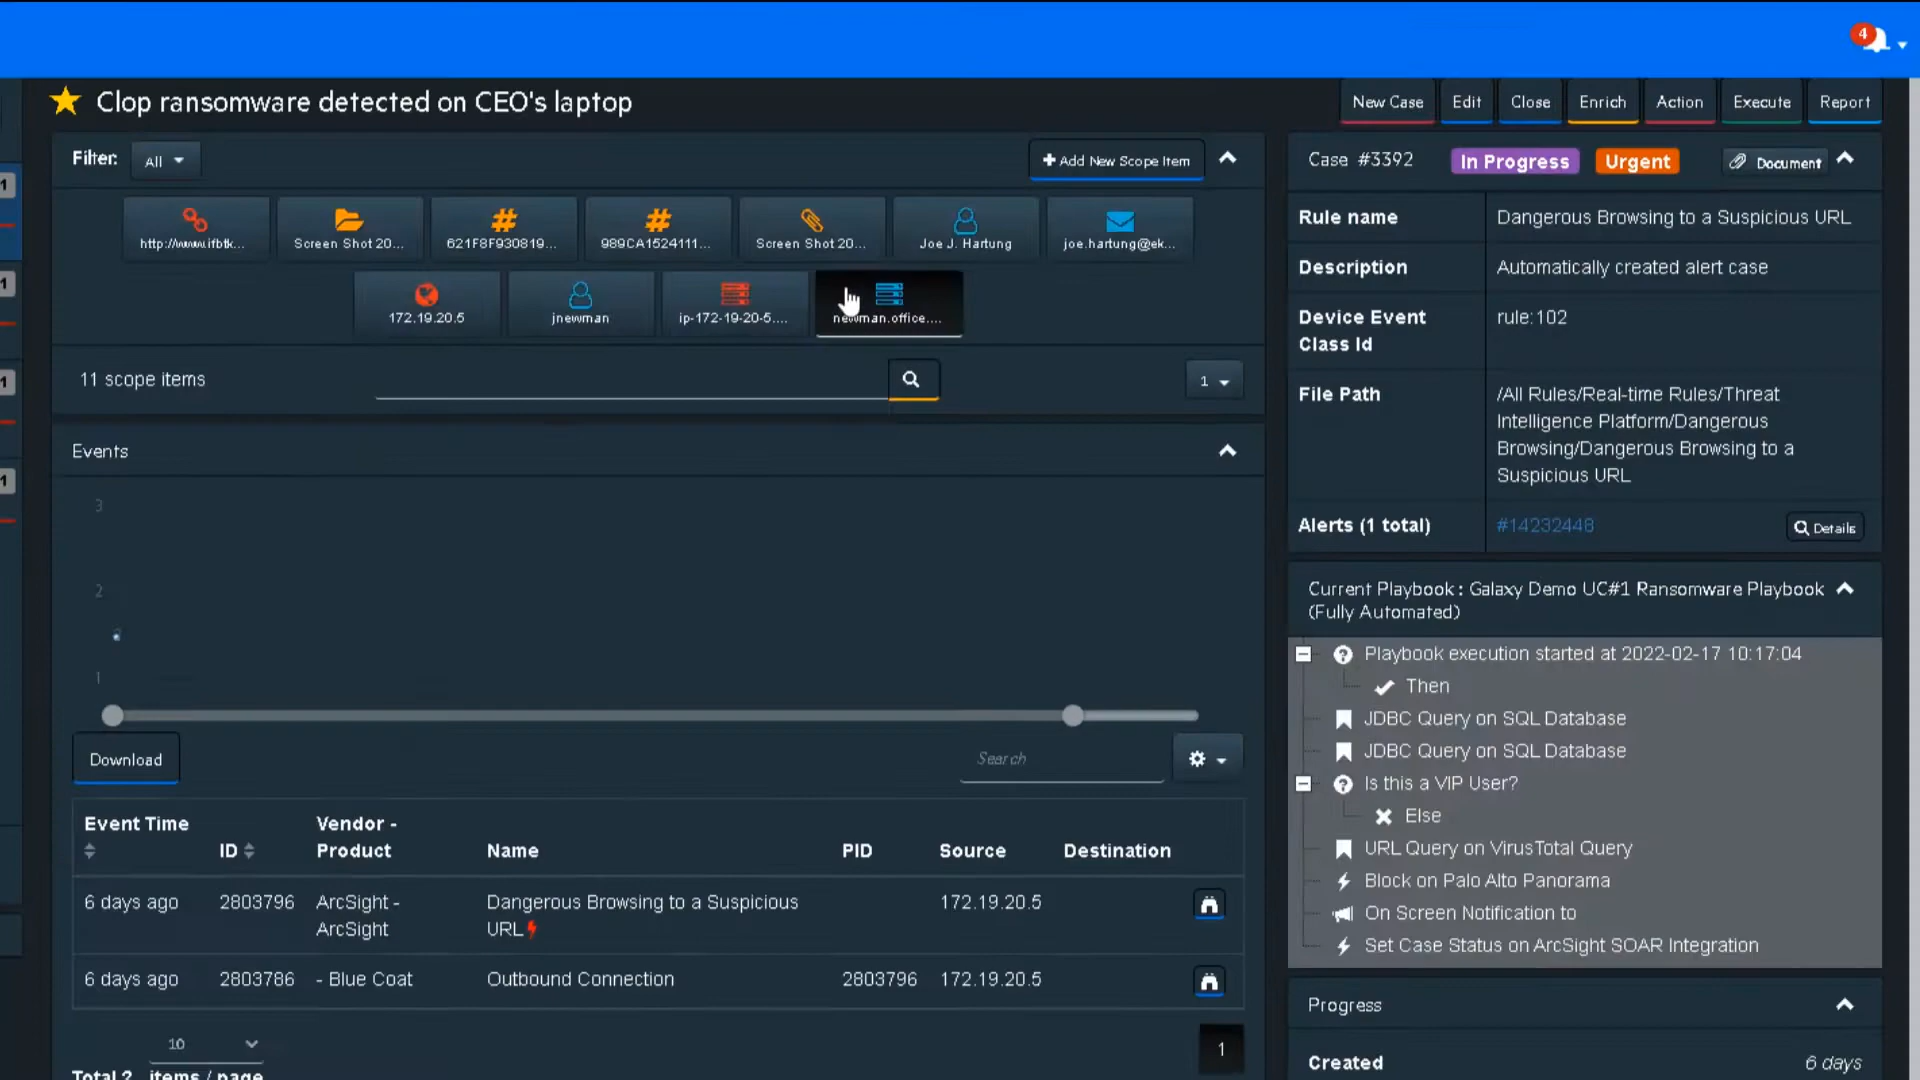 4
Clop ransomware detected on CEO's laptop
New Case Edit Close Enrich Action Execute Report
Filter: All
Add New Scope Item
http://www.ifbtk...
Screen Shot 20...
621F8F930819...
989CA1524111...
Screen Shot 20...
Joe J. Hartung
joe.hartung@ek...
172.19.20.5
jnewman
ip-172-19-20-5....
newman.office....
11 scope items
1
Events
3
2
1
Download
Search
Event Time ID Vendor - Product Name PID Source Destination
6 days ago 2803796 ArcSight - Dangerous Browsing to a Suspicious 172.19.20.5
ArcSight URL
6 days ago 2803786 - Blue Coat Outbound Connection 2803796 172.19.20.5
10
1
items / page
Case #3392 In Progress Urgent Document
Rule name Dangerous Browsing to a Suspicious URL
Description Automatically created alert case
Device Event rule:102
Class Id
File Path /All Rules/Real-time Rules/Threat
Intelligence Platform/Dangerous
Browsing/Dangerous Browsing to a
Suspicious URL
Alerts (1 total) #14232448 Details
Current Playbook : Galaxy Demo UC#1 Ransomware Playbook
(Fully Automated)
Playbook execution started at 2022-02-17 10:17:04
Then
JDBC Query on SQL Database
JDBC Query on SQL Database
Is this a VIP User?
Else
URL Query on VirusTotal Query
Block on Palo Alto Panorama
On Screen Notification to
Set Case Status on ArcSight SOAR Integration
Progress
Created 6 days
1
1
1
1